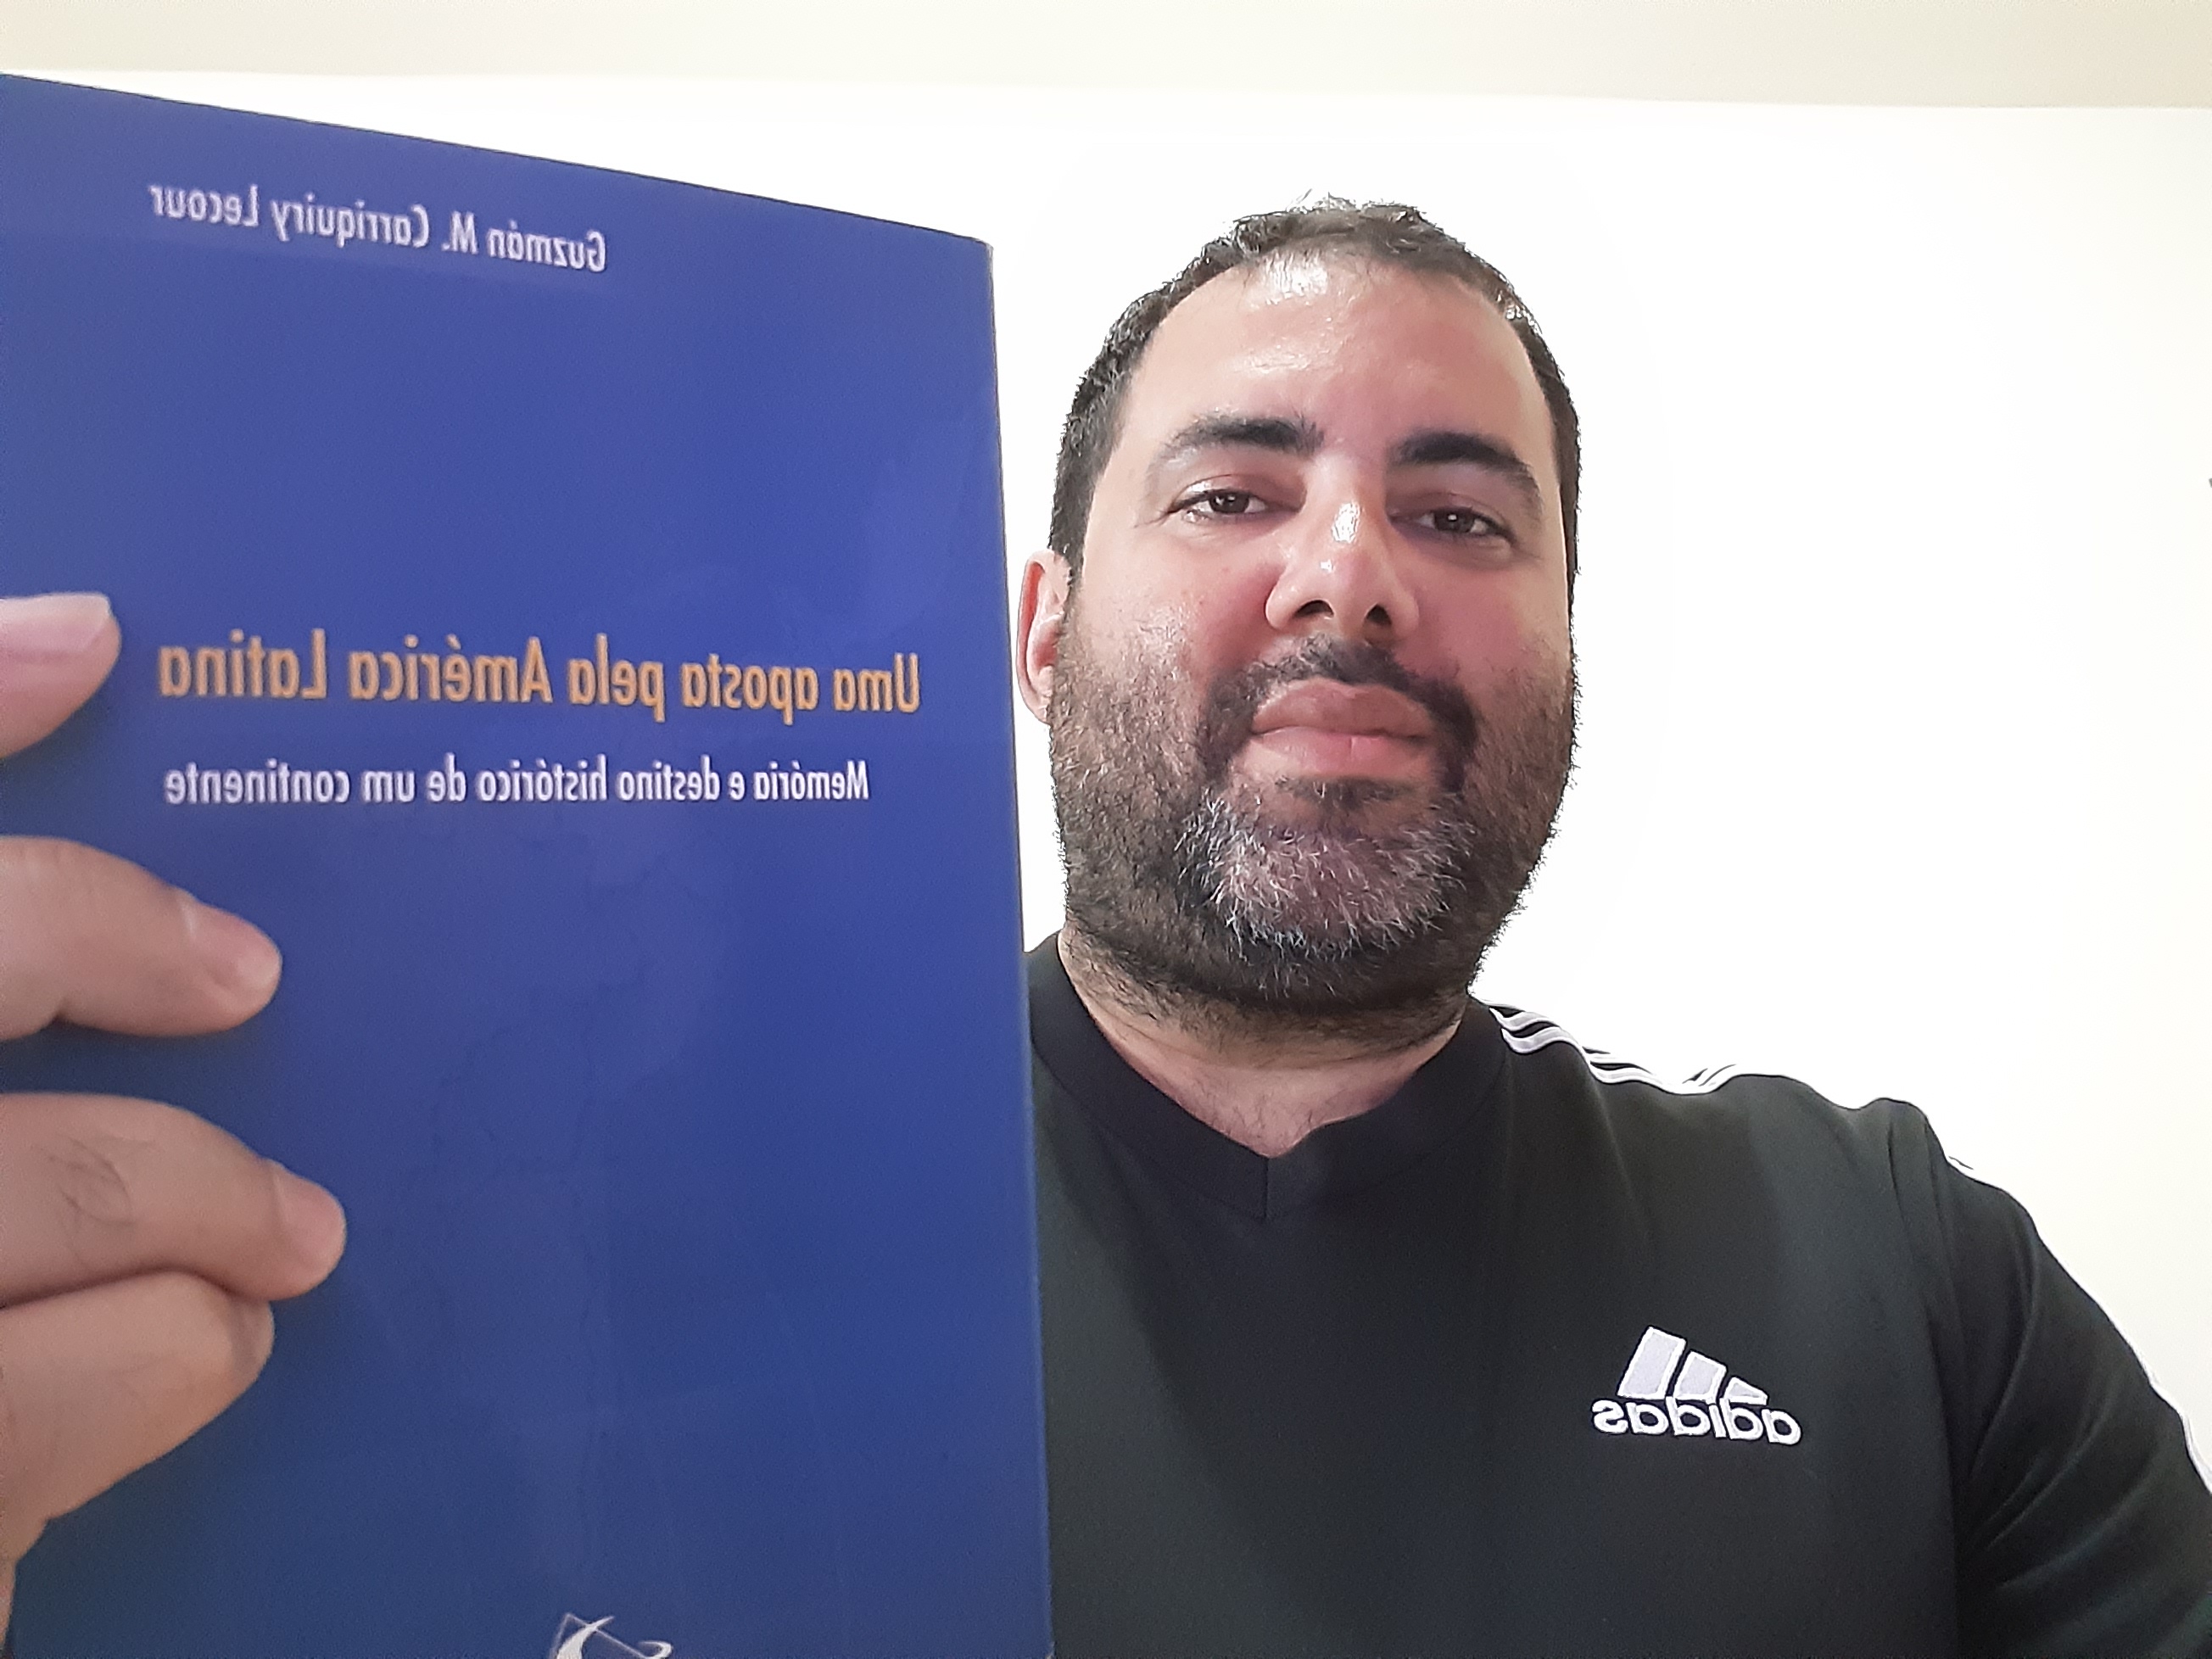 Guzmán M. Carriquiry Lecour
Uma aposta pela América Latina
Memória e destino histórico de um continente
adidas